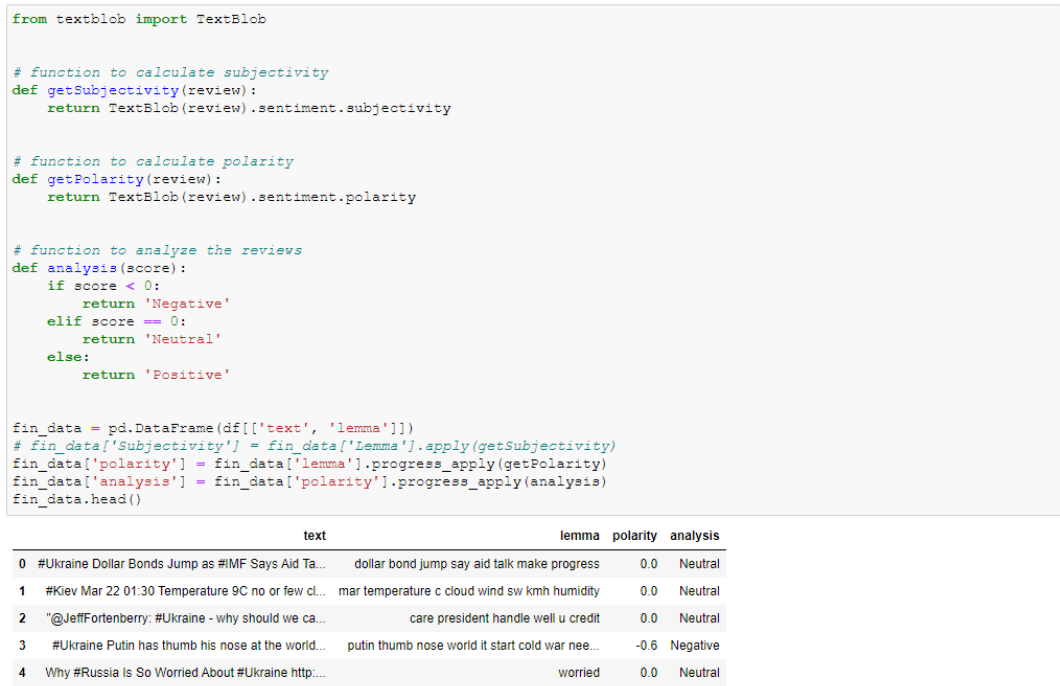 from textblob import TextBlob
# function to calculate subjectivity
def getSubjectivity(review):
    return TextBlob(review).sentiment.subjectivity
# function to calculate polarity
def getPolarity(review):
    return TextBlob(review).sentiment.polarity
# function to analyze the reviews
def analysis(score):
    if score < 0:
        return 'Negative'
    elif score == 0:
        return 'Neutral'
    else:
        return 'Positive'
fin_data = pd.DataFrame(df[['text', 'lemma']])
# fin_data['Subjectivity'] = fin_data['Lemma'].apply(getSubjectivity)
fin_data['polarity'] = fin_data['lemma'].progress_apply(getPolarity)
fin_data['analysis'] = fin_data['polarity'].progress_apply(analysis)
fin_data.head()
text lemma polarity analysis
0 #Ukraine Dollar Bonds Jump as #IMF Says Aid Ta... dollar bond jump say aid talk make progress 0.0 Neutral
1 #Kiev Mar 22 01:30 Temperature 9C no or few cl... mar temperature c cloud wind sw kmh humidity 0.0 Neutral
2 "@JeffFortenberry: #Ukraine - why should we ca... care president handle well u credit 0.0 Neutral
3 #Ukraine Putin has thumb his nose at the world... putin thumb nose world it start cold war nee... -0.6 Negative
4 Why #Russia Is So Worried About #Ukraine http:... worried 0.0 Neutral